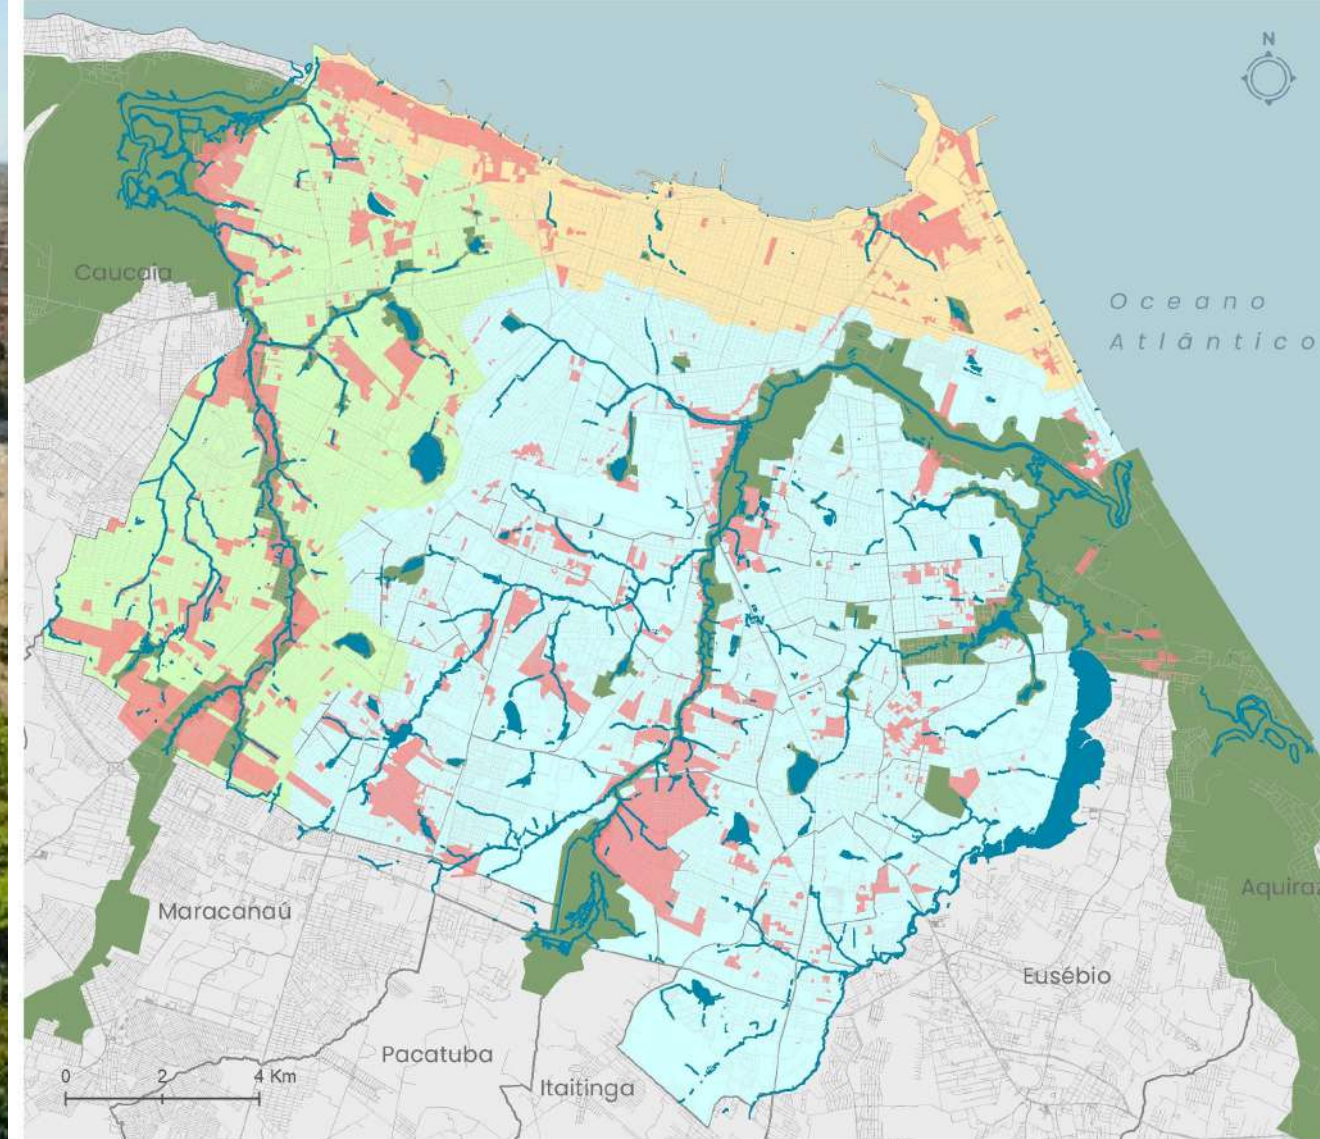 N
Caucaia
Oceano
Atlântico
Aquiraz
Maracanaú
Eusébio
Pacatuba
Itaitinga
0 2 4 Km